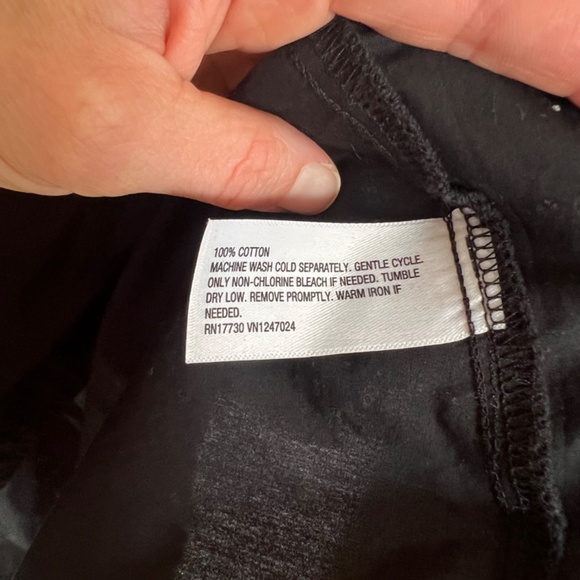 100% COTTON
MACHINE WASH COLD SEPARATELY. GENTLE CYCLE.
ONLY NON-CHLORINE BLEACH IF NEEDED. TUMBLE
DRY LOW. REMOVE PROMPTLY. WARM IRON IF
NEEDED.
RN17730 VN1247024